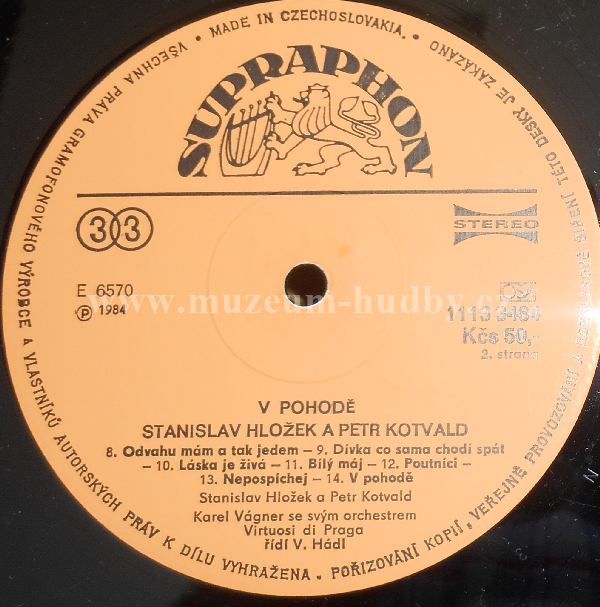 VŠECHNA PRÁVA GRAMOFONOVÉHO VÝROBCE A VLASTNÍKŮ AUTORSKÝCH PRÁV K DÍLU VYHRAŽENA • POŘIZOVÁNÍ KOPIÍ, VEŘEJNÉ PROVOZOVÁNÍ A ŠÍŘENÍ TÉTO DESKY JE ZAKÁZÁNO
• MADE IN CZECHOSLOVAKIA •
SUPRAPHON
33
STEREO
E 6570
Ⓟ 1984
www.muzeum-hudby.cz
1113 3484
Kčs 50,-
2. strana
V POHODĚ
STANISLAV HLOŽEK A PETR KOTVALD
8. Odvahu mám a tak jedem – 9. Dívka co sama chodí spát
– 10. Láska je živá – 11. Bílý máj – 12. Poutníci –
13. Nepospíchej – 14. V pohodě
Stanislav Hložek a Petr Kotvald
Karel Vágner se svým orchestrem
Virtuosi di Praga
řídí V. Hádl